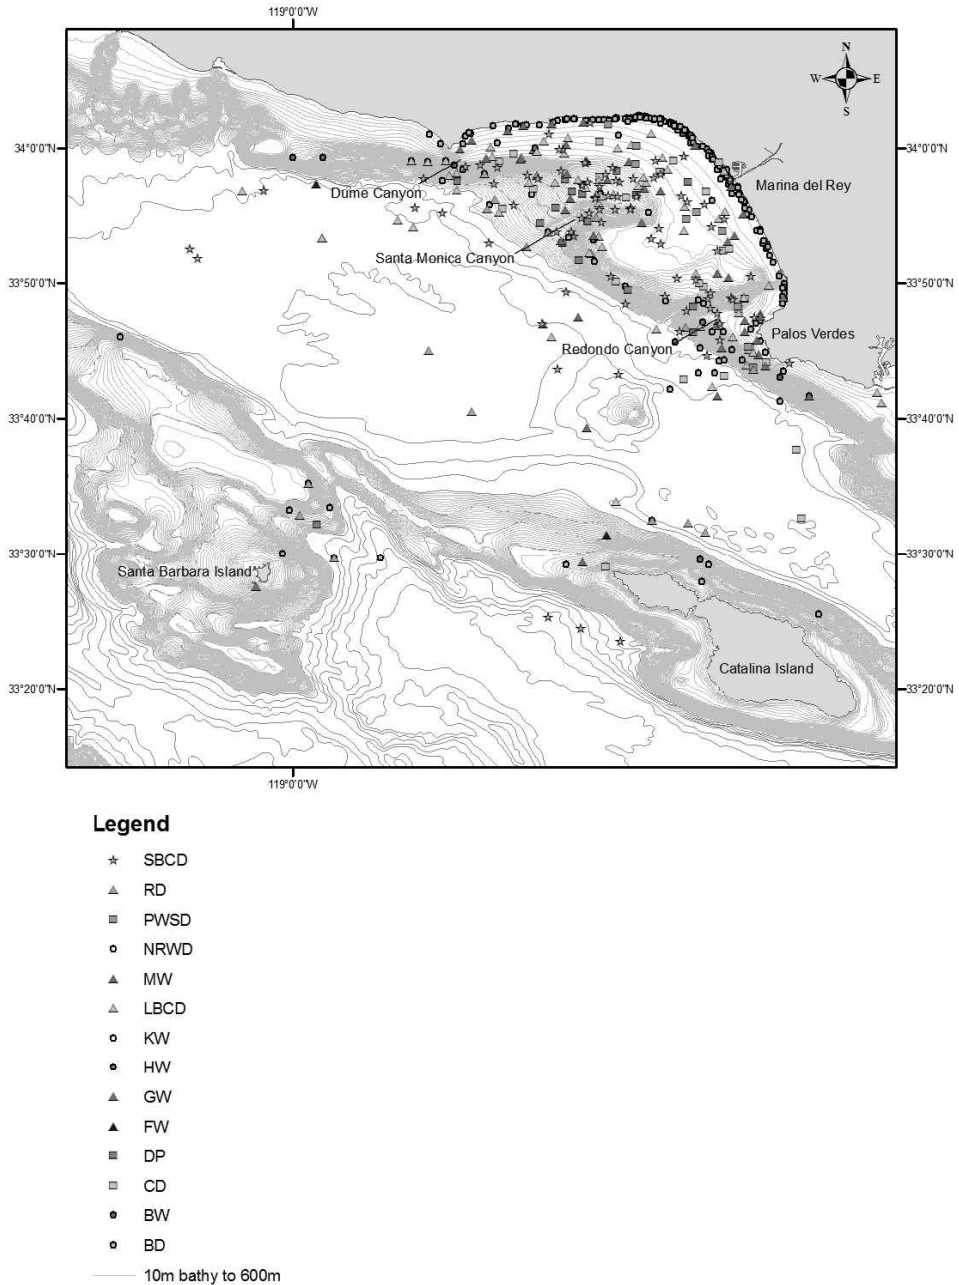 119°0'0"W
N
W E
S
34°0'0"N
34°0'0"N
Dume Canyon
Marina del Rey
Santa Monica Canyon
33°50'0"N
33°50'0"N
Palos Verdes
Redondo Canyon
33°40'0"N
33°40'0"N
33°30'0"N
33°30'0"N
Santa Barbara Island
Catalina Island
33°20'0"N
33°20'0"N
119°0'0"W
Legend
SBCD
RD
PWSD
NRWD
MW
LBCD
KW
HW
GW
FW
DP
CD
BW
BD
10m bathy to 600m